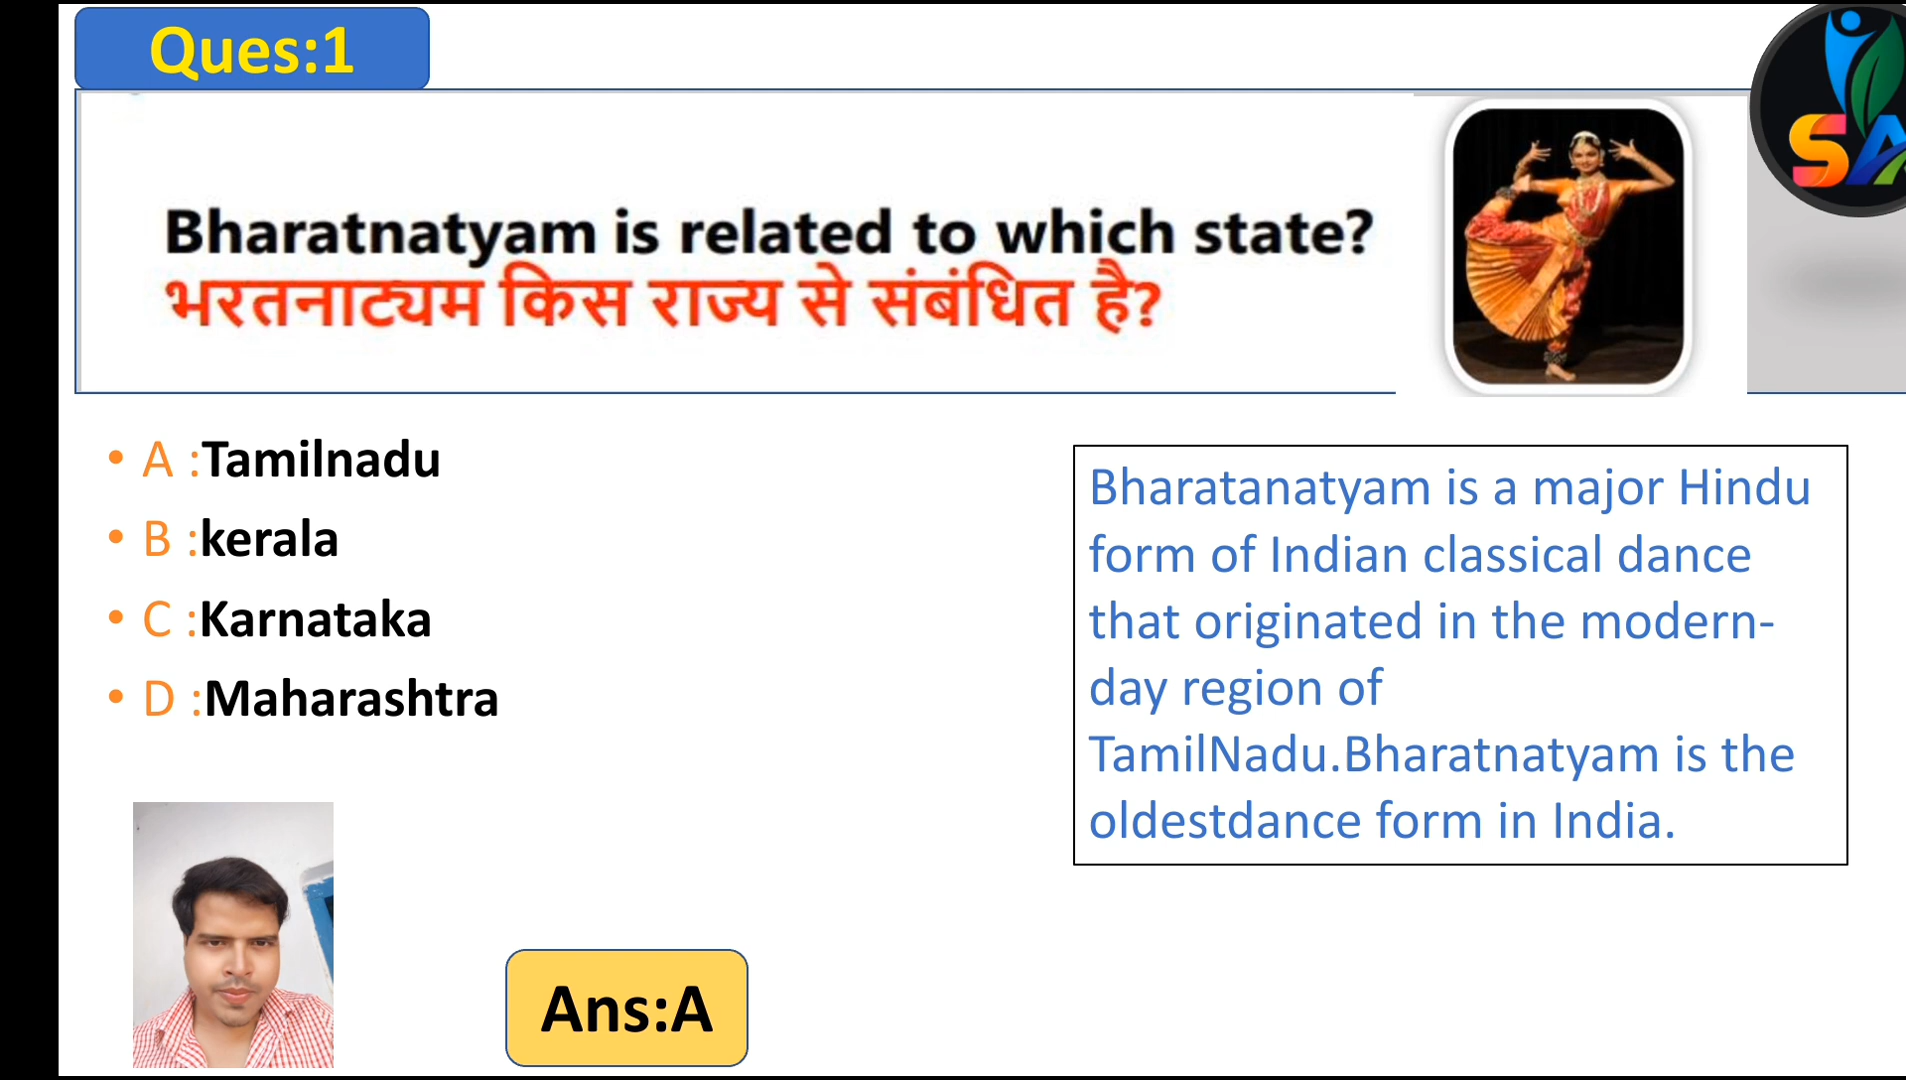 Ques:1
Bharatnatyam is related to which state?
भरतनाट्यम किस राज्य से संबंधित है?
• A :Tamilnadu
• B :kerala
• C :Karnataka
• D :Maharashtra
Bharatanatyam is a major Hindu
form of Indian classical dance
that originated in the modern-
day region of
TamilNadu.Bharatnatyam is the
oldestdance form in India.
Ans:A
SA